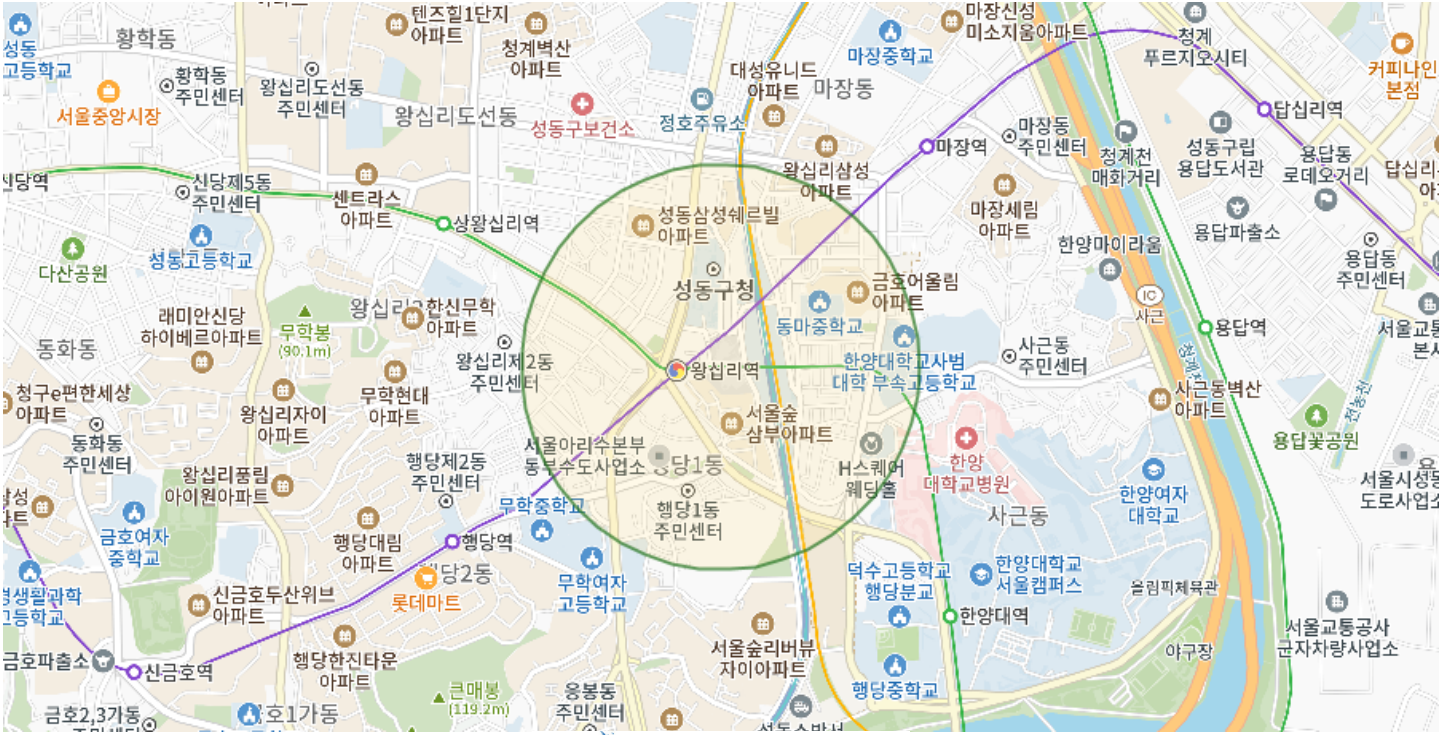 텐즈힐1단지
아파트
마장신성
미소지움아파트
청계
푸르지오시티
황학동
성동
고등학교
청계벽산
아파트
마장중학교
커피나인
본점
황학동
주민센터
왕십리도선동
주민센터
대성유니드
아파트
마장동
서울중앙시장
왕십리도선동
성동구보건소
정호주유소
답십리역
마장동
주민센터
마장역
성동구립
용답도서관
용답동
로데오거리
청계천
매화거리
왕십리삼성
아파트
신당제5동
주민센터
센트라스
아파트
상왕십리역
성동삼성쉐르빌
아파트
마장세림
아파트
용답파출소
한양마이라움
용답동
주민센터
성동고등학교
다산공원
성동구청
금호어울림
아파트
동마중학교
IC
사근
용답역
래미안신당
하이베르아파트
무학봉
(90.1m)
한신무학
아파트
동화동
왕십리제2동
주민센터
왕십리역
한양대학교사범
대학 부속고등학교
사근동
주민센터
청구e편한세상
아파트
왕십리자이
아파트
무학현대
아파트
사근동벽산
아파트
전농천
용답꽃공원
서울숲
삼부아파트
동화동
주민센터
서울아리수본부
동부수도사업소
H스퀘어
웨딩홀
한양
대학교병원
왕십리풍림
아이원아파트
행당제2동
주민센터
한양여자
대학교
무학중학교
행당1동
주민센터
사근동
금호여자
중학교
행당대림
아파트
행당역
롯데마트
무학여자
고등학교
덕수고등학교
행당분교
한양대학교
서울캠퍼스
올림픽체육관
신금호두산위브
아파트
한양대역
서울교통공사
군자차량사업소
금호파출소
신금호역
행당한진타운
아파트
서울숲리버뷰
자이아파트
야구장
행당중학교
큰매봉
(119.2m)
응봉동
주민센터
금호2,3가동